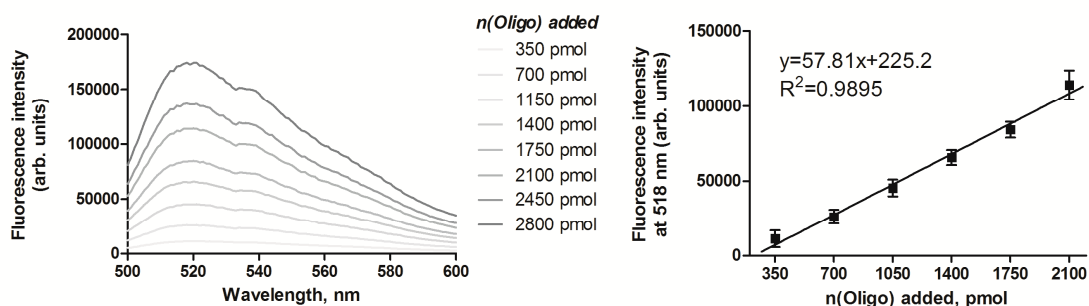 Fluorescence intensity
(arb. units)
200000
150000
100000
50000
0
500
520
540
560
580
600
Wavelength, nm
n(Oligo) added
350 pmol
700 pmol
1150 pmol
1400 pmol
1750 pmol
2100 pmol
2450 pmol
2800 pmol
Fluorescence intensity
at 518 nm (arb. units)
150000
100000
50000
0
y=57.81x+225.2
R²=0.9895
350
700
1050
1400
1750
2100
n(Oligo) added, pmol